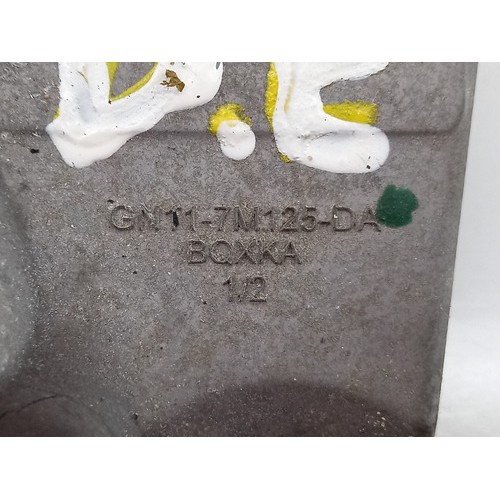 D.E
GN11-7M125-DA
BQXKA
1/2